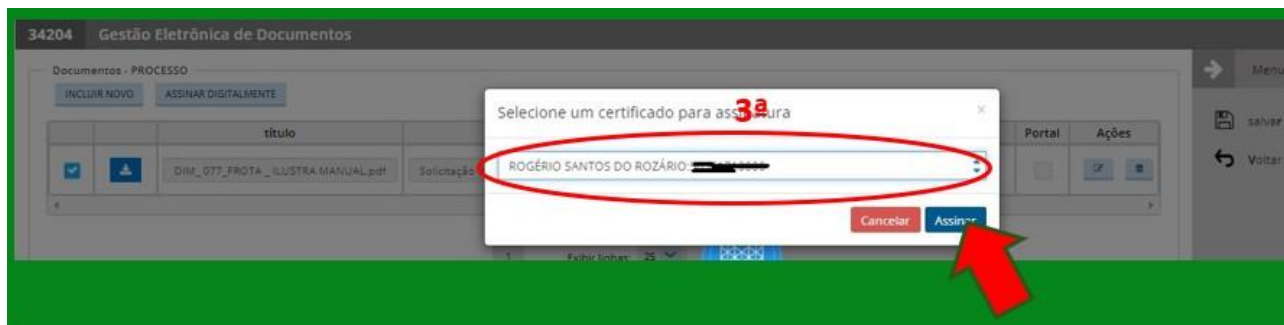 34204 Gestão Eletrônica de Documentos
Documentos - PROCESSO
Menu
INCLUIR NOVO ASSINAR DIGITALMENTE
Selecione um certificado para assinatura ×
3ª
salvar
título Portal Ações
ROGÉRIO SANTOS DO ROZÁRIO:
DIM_077_FROTA_ILUSTRA MANUAL.pdf Solicitação
Voltar
Cancelar Assinar
1 Exibir linhas: 25